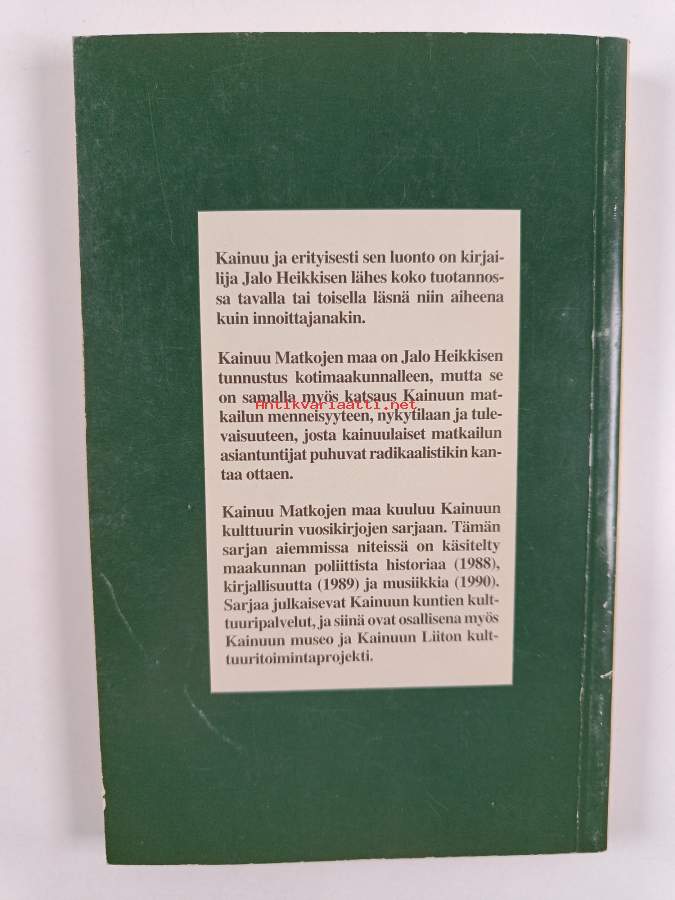 Kainuu ja erityisesti sen luonto on kirjai-
lija Jalo Heikkisen lähes koko tuotannos-
sa tavalla tai toisella läsnä niin aiheena
kuin innoittajanakin.
Kainuu Matkojen maa on Jalo Heikkisen
tunnustus kotimaakunnalleen, mutta se
on samalla myös katsaus Kainuun mat-
Antikvariaatti.net
kailun menneisyyteen, nykytilaan ja tule-
vaisuuteen, josta kainuulaiset matkailun
asiantuntijat puhuvat radikaalistikin kan-
taa ottaen.
Kainuu Matkojen maa kuuluu Kainuun
kulttuurin vuosikirjojen sarjaan. Tämän
sarjan aiemmissa niteissä on käsitelty
maakunnan poliittista historiaa (1988),
kirjallisuutta (1989) ja musiikkia (1990).
Sarjaa julkaisevat Kainuun kuntien kult-
tuuripalvelut, ja siinä ovat osallisena myös
Kainuun museo ja Kainuun Liiton kult-
tuuritoimintaprojekti.